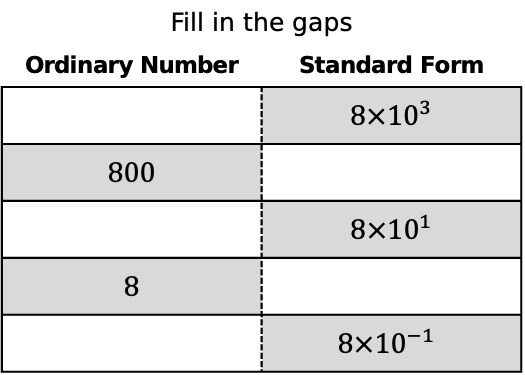 Fill in the gaps
Ordinary Number Standard Form
8×10³
800
8×10¹
8
8×10⁻¹